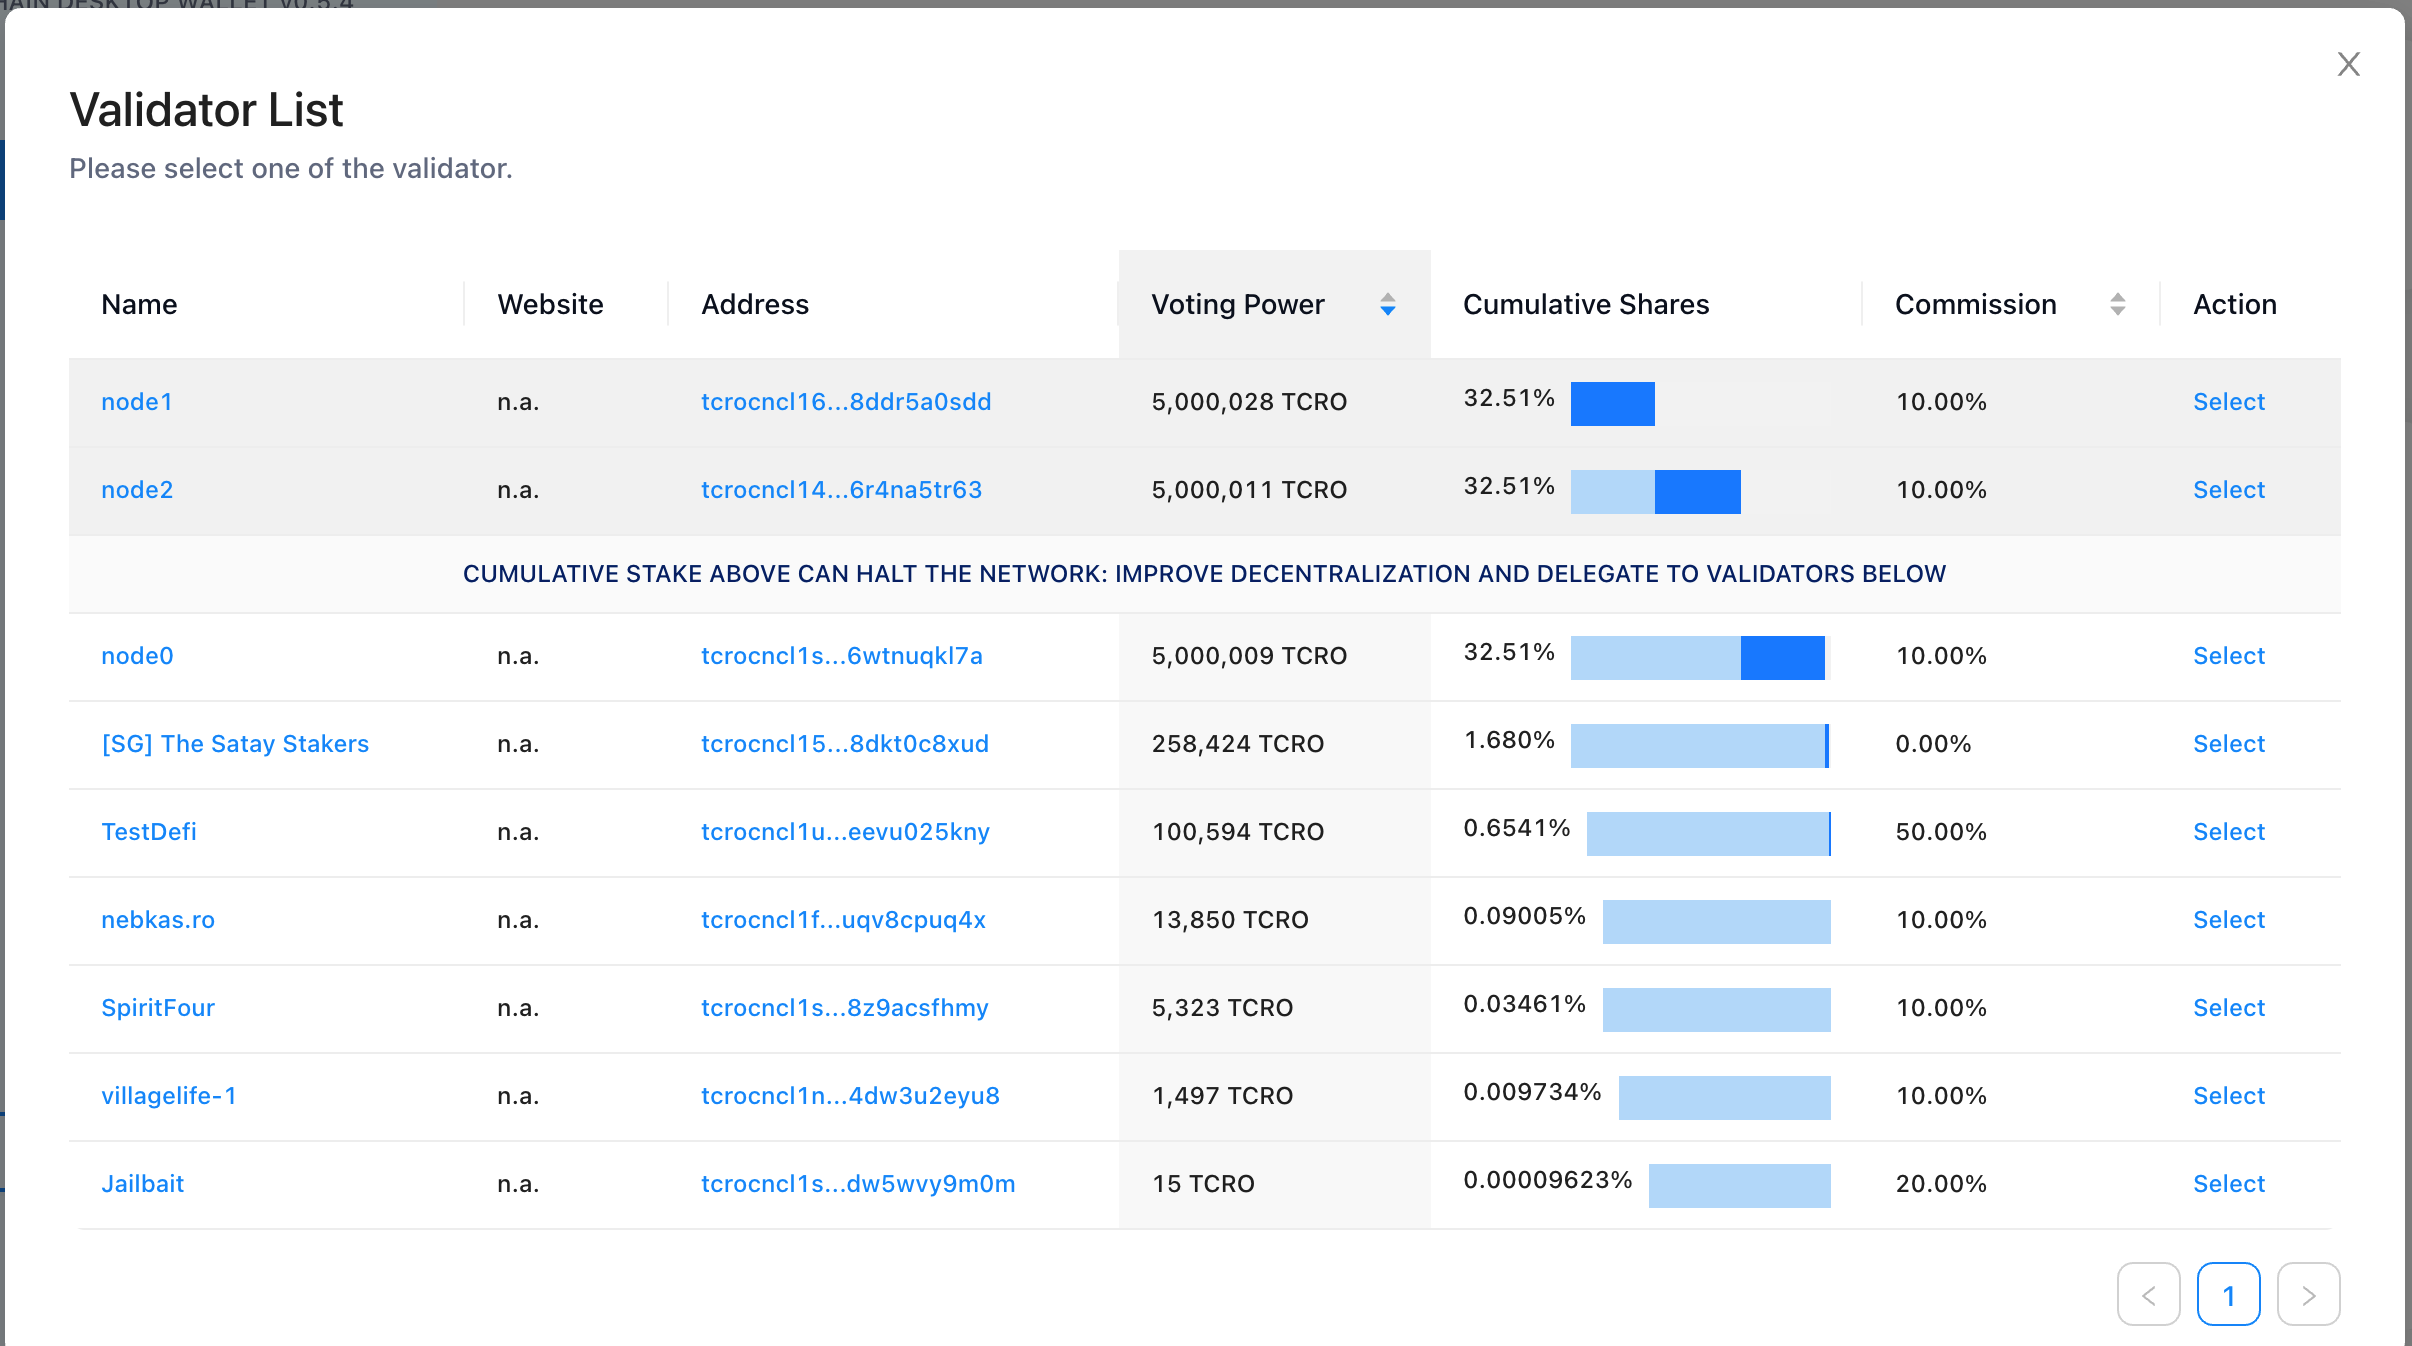 CHAIN DESKTOP WALLET v0.5.4
Validator List
Please select one of the validator.
Name Website Address Voting Power Cumulative Shares Commission Action
node1 n.a. tcrocncl16...8ddr5a0sdd 5,000,028 TCRO 32.51% 10.00% Select
node2 n.a. tcrocncl14...6r4na5tr63 5,000,011 TCRO 32.51% 10.00% Select
CUMULATIVE STAKE ABOVE CAN HALT THE NETWORK: IMPROVE DECENTRALIZATION AND DELEGATE TO VALIDATORS BELOW
node0 n.a. tcrocncl1s...6wtnuqkl7a 5,000,009 TCRO 32.51% 10.00% Select
[SG] The Satay Stakers n.a. tcrocncl15...8dkt0c8xud 258,424 TCRO 1.680% 0.00% Select
TestDefi n.a. tcrocncl1u...eevu025kny 100,594 TCRO 0.6541% 50.00% Select
nebkas.ro n.a. tcrocncl1f...uqv8cpuq4x 13,850 TCRO 0.09005% 10.00% Select
SpiritFour n.a. tcrocncl1s...8z9acsfhmy 5,323 TCRO 0.03461% 10.00% Select
villagelife-1 n.a. tcrocncl1n...4dw3u2eyu8 1,497 TCRO 0.009734% 10.00% Select
Jailbait n.a. tcrocncl1s...dw5wvy9m0m 15 TCRO 0.00009623% 20.00% Select
< 1 >